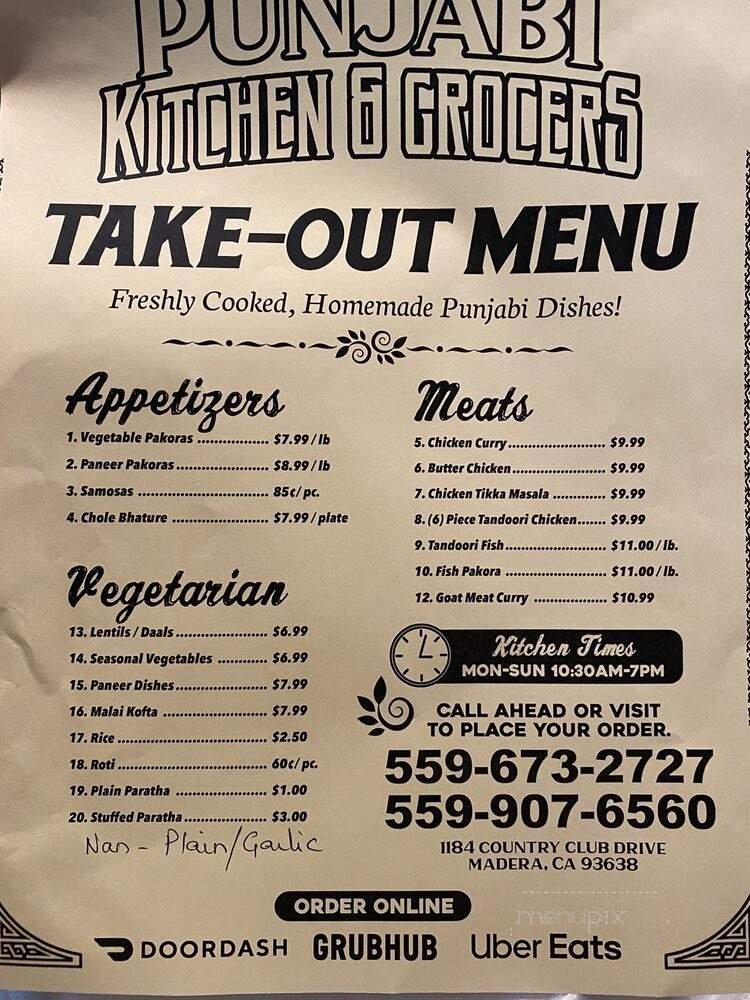 PUNJABI
KITCHEN & GROCERS
TAKE-OUT MENU
Freshly Cooked, Homemade Punjabi Dishes!
Appetizers
1. Vegetable Pakoras .................. $7.99 / lb
2. Paneer Pakoras ....................... $8.99 / lb
3. Samosas ................................. 85¢/ pc.
4. Chole Bhature ........................ $7.99 / plate
Vegetarian
13. Lentils / Daals ....................... $6.99
14. Seasonal Vegetables ............ $6.99
15. Paneer Dishes ....................... $7.99
16. Malai Kofta .......................... $7.99
17. Rice ...................................... $2.50
18. Roti ...................................... 60¢/ pc.
19. Plain Paratha ....................... $1.00
20. Stuffed Paratha ..................... $3.00
Nan - Plain/Garlic
Meats
5. Chicken Curry ........................ $9.99
6. Butter Chicken ....................... $9.99
7. Chicken Tikka Masala ............. $9.99
8. (6) Piece Tandoori Chicken ....... $9.99
9. Tandoori Fish .......................... $11.00 / lb.
10. Fish Pakora .......................... $11.00 / lb.
12. Goat Meat Curry ................... $10.99
Kitchen Times
MON-SUN 10:30AM-7PM
CALL AHEAD OR VISIT
TO PLACE YOUR ORDER.
559-673-2727
559-907-6560
1184 COUNTRY CLUB DRIVE
MADERA, CA 93638
menupix
ORDER ONLINE
DOORDASH GRUBHUB Uber Eats